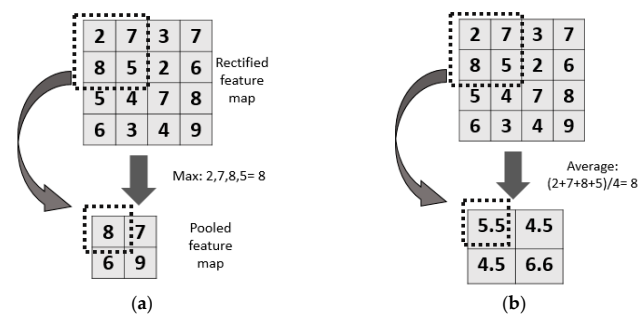 2 7 3 7
8 5 2 6
5 4 7 8
6 3 4 9
Rectified
feature
map
Max: 2,7,8,5= 8
8 7
6 9
Pooled
feature
map
(a)
2 7 3 7
8 5 2 6
5 4 7 8
6 3 4 9
Average:
(2+7+8+5)/4= 8
5.5 4.5
4.5 6.6
(b)